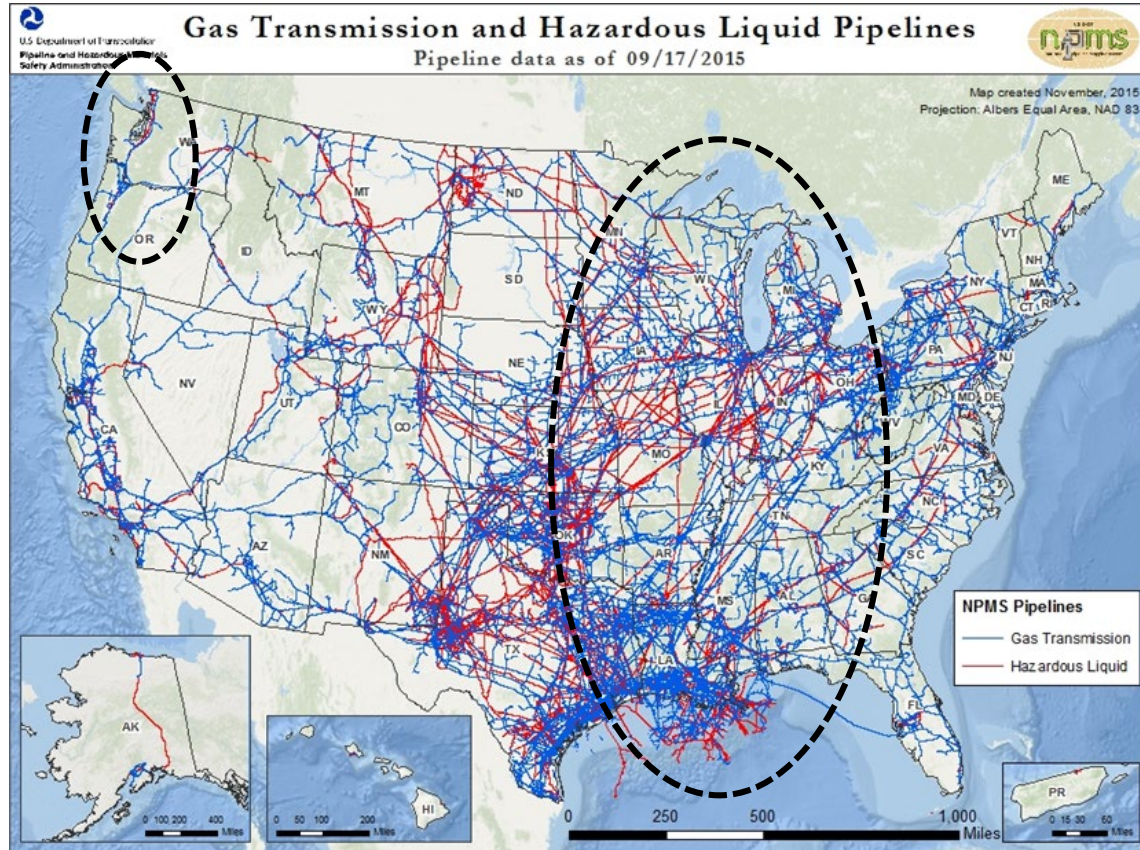 U.S. Department of Transportation
Pipeline and Hazardous Materials
Safety Administration
Gas Transmission and Hazardous Liquid Pipelines
Pipeline data as of 09/17/2015
npms
Map created November, 2015
Projection: Albers Equal Area, NAD 83
WA
MT
ND
ME
OR
ID
MN
VT
NH
SD
WI
MI
NY
MA
WY
CT
RI
IA
PA
NE
NJ
NV
OH
UT
IL
IN
MD
DE
CO
WV
CA
MO
VA
KY
NC
TN
OK
AZ
NM
AR
SC
MS
AL
GA
TX
LA
FL
NPMS Pipelines
Gas Transmission
Hazardous Liquid
AK
0 100 200 400
Miles
HI
0 50 100 200
Miles
0 250 500 1,000
Miles
PR
0 15 30 60
Miles